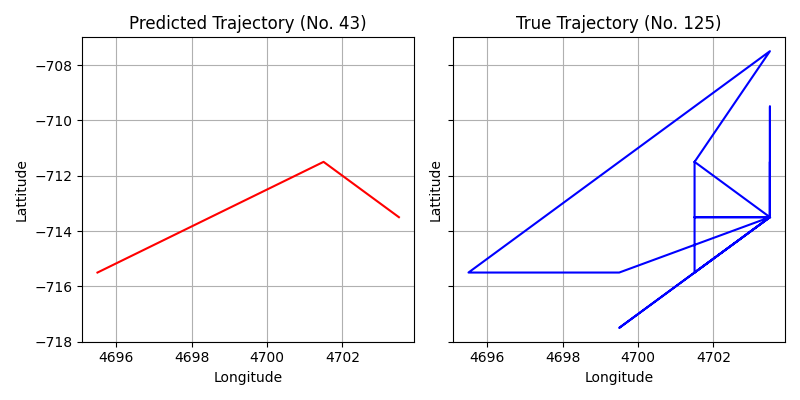 Predicted Trajectory (No. 43)
True Trajectory (No. 125)
−708
−710
−712
−714
−716
−718
Lattitude
Lattitude
4696
4698
4700
4702
4696
4698
4700
4702
Longitude
Longitude